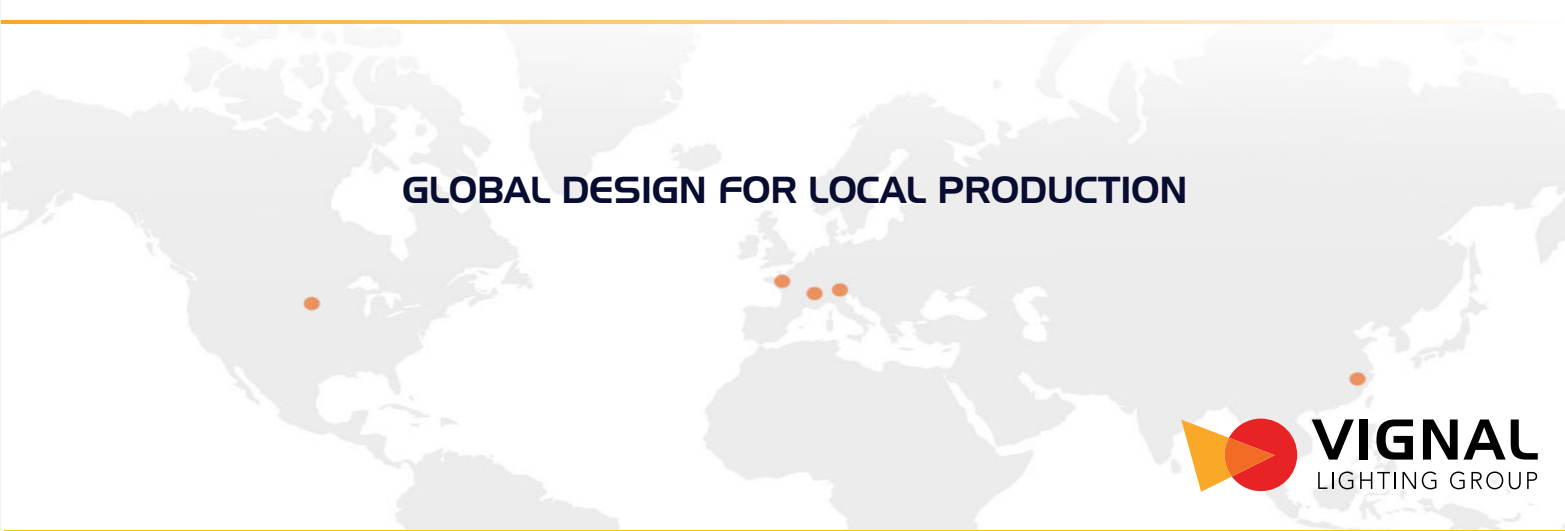 GLOBAL DESIGN FOR LOCAL PRODUCTION
VIGNAL
LIGHTING GROUP